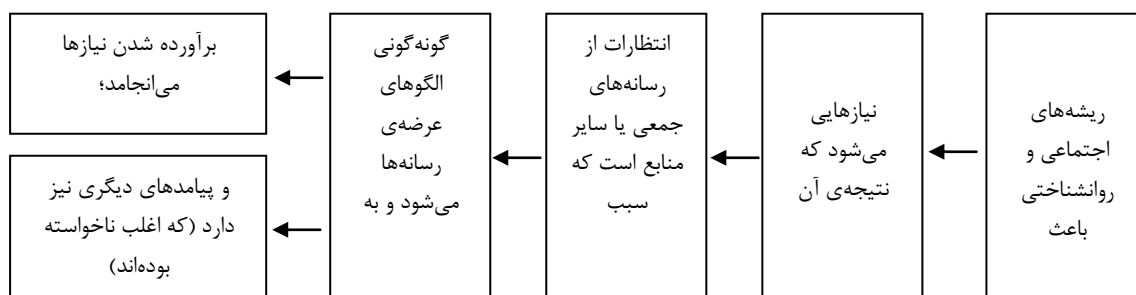 ریشه‌های
اجتماعی و
روانشناختی
باعث
نیازهایی
می‌شود که
نتیجه‌ی آن
انتظارات از
رسانه‌های
جمعی یا سایر
منابع است که
سبب
گونه‌گونی
الگوهای
عرضه‌ی
رسانه‌ها
می‌شود و به
برآورده شدن نیازها
می‌انجامد؛
و پیامدهای دیگری نیز
دارد (که اغلب ناخواسته
بوده‌اند)